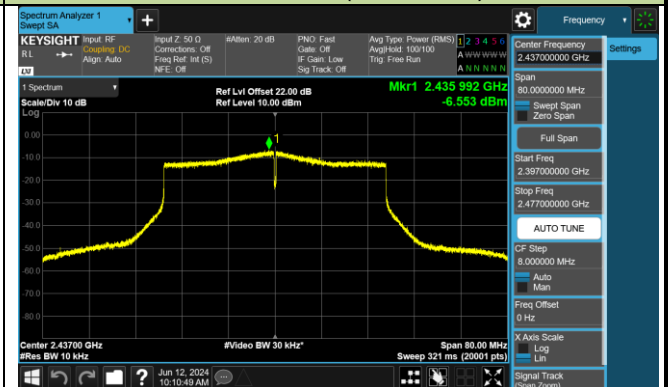 Spectrum Analyzer 1
Swept SA
+
Frequency
KEYSIGHT
Input: RF
Input Z: 50 Ω
#Atten: 20 dB
PNO: Fast
Avg Type: Power (RMS)
1 2 3 4 5 6
RL
Coupling: DC
Corrections: Off
Gate: Off
Avg|Hold: 100/100
A W W W W W
Align: Auto
Freq Ref: Int (S)
IF Gain: Low
Trig: Free Run
NFE: Off
Sig Track: Off
A N N N N N
LXI
1 Spectrum
Scale/Div 10 dB
Log
Ref Lvl Offset 22.00 dB
Ref Level 10.00 dBm
Mkr1 2.435 992 GHz
-6.553 dBm
1
0.00
-10.0
-20.0
-30.0
-40.0
-50.0
-60.0
-70.0
-80.0
Center 2.43700 GHz
#Video BW 30 kHz*
Span 80.00 MHz
#Res BW 10 kHz
Sweep 321 ms (20001 pts)
?
Jun 12, 2024
10:10:49 AM
Center Frequency
2.437000000 GHz
Settings
Span
80.0000000 MHz
Swept Span
Zero Span
Full Span
Start Freq
2.397000000 GHz
Stop Freq
2.477000000 GHz
AUTO TUNE
CF Step
8.000000 MHz
Auto
Man
Freq Offset
0 Hz
X Axis Scale
Log
Lin
Signal Track
(Span Zoom)